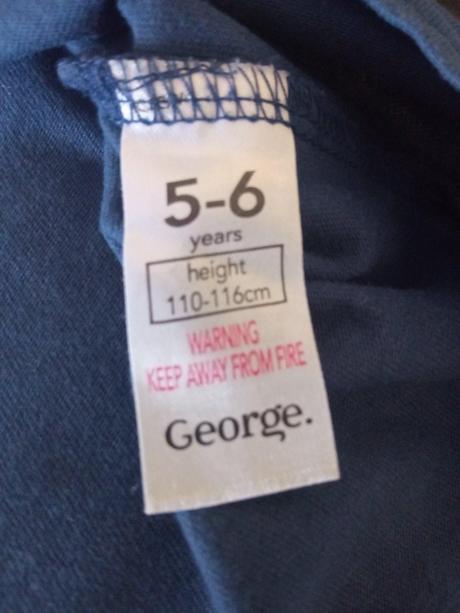 5-6
years
height
110-116cm
WARNING
KEEP AWAY FROM FIRE
George.